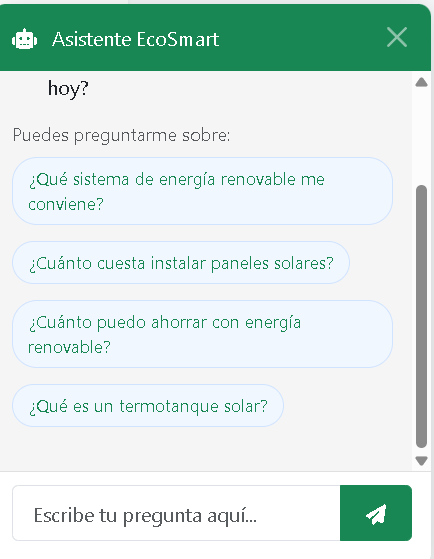 Asistente EcoSmart
hoy?
Puedes preguntarme sobre:
¿Qué sistema de energía renovable me
conviene?
¿Cuánto cuesta instalar paneles solares?
¿Cuánto puedo ahorrar con energía
renovable?
¿Qué es un termotanque solar?
Escribe tu pregunta aquí...